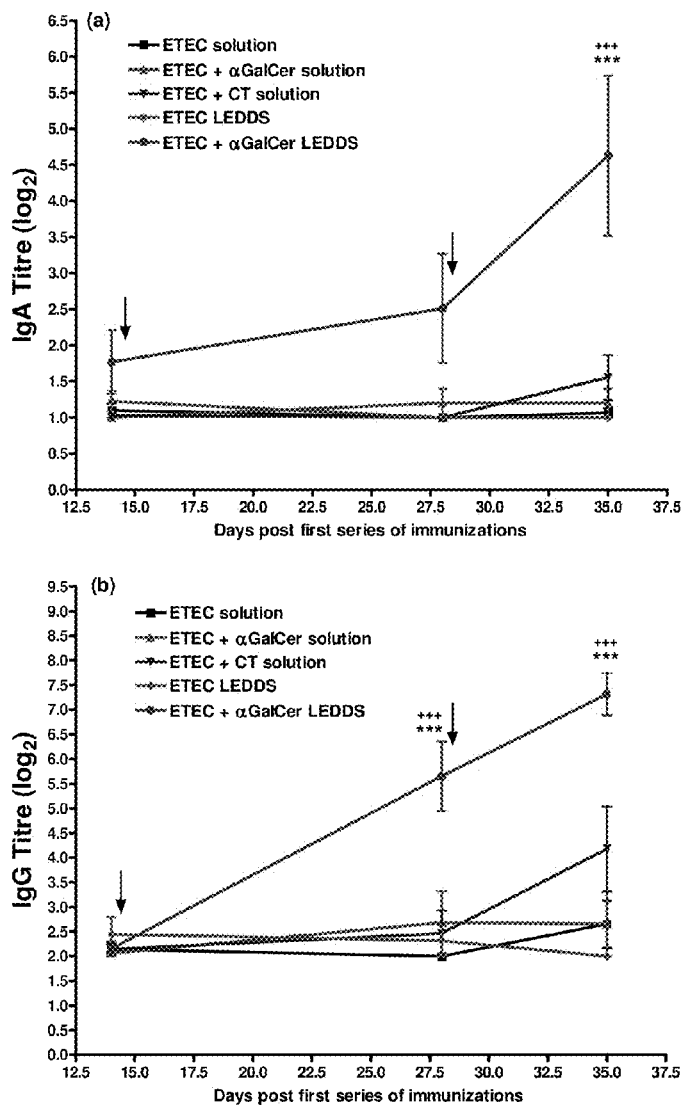 (a)
6.5
6.0
5.5
5.0
4.5
4.0
3.5
3.0
2.5
2.0
1.5
1.0
0.5
0.0
IgA Titre (log2)
ETEC solution
ETEC + αGalCer solution
ETEC + CT solution
ETEC LEDDS
ETEC + αGalCer LEDDS
+++
***
12.5 15.0 17.5 20.0 22.5 25.0 27.5 30.0 32.5 35.0 37.5
Days post first series of immunizations
(b)
9.5
9.0
8.5
8.0
7.5
7.0
6.5
6.0
5.5
5.0
4.5
4.0
3.5
3.0
2.5
2.0
1.5
1.0
0.5
0.0
IgG Titre (log2)
ETEC solution
ETEC + αGalCer solution
ETEC + CT solution
ETEC LEDDS
ETEC + αGalCer LEDDS
+++
***
+++
***
12.5 15.0 17.5 20.0 22.5 25.0 27.5 30.0 32.5 35.0 37.5
Days post first series of immunizations